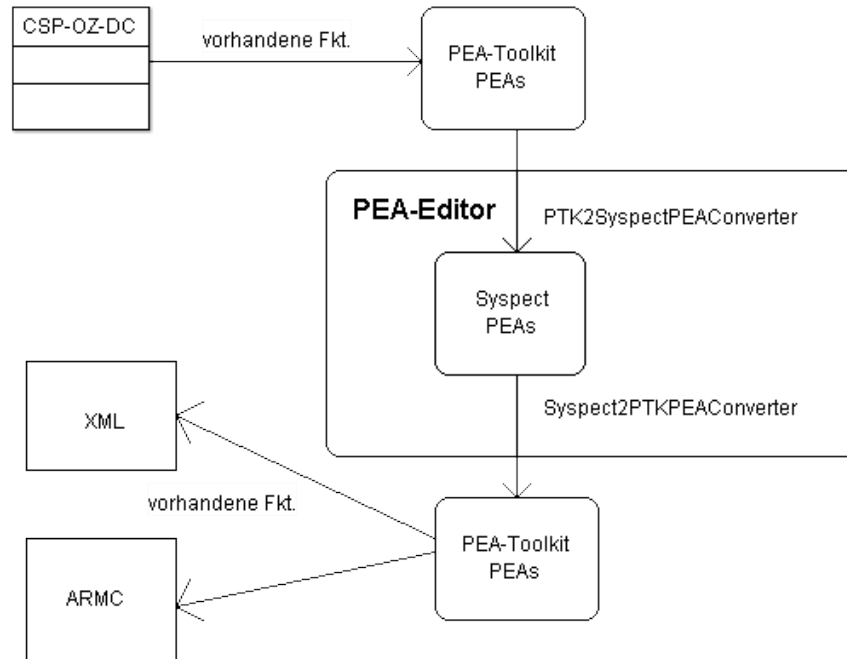 CSP-OZ-DC
vorhandene Fkt.
PEA-Toolkit
PEAs
PEA-Editor
PTK2SyspectPEAConverter
Syspect
PEAs
Syspect2PTKPEAConverter
XML
vorhandene Fkt.
PEA-Toolkit
PEAs
ARMC